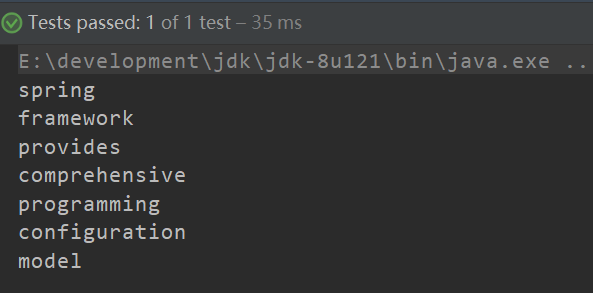 Tests passed: 1 of 1 test – 35 ms
E:\development\jdk\jdk-8u121\bin\java.exe ..
spring
framework
provides
comprehensive
programming
configuration
model